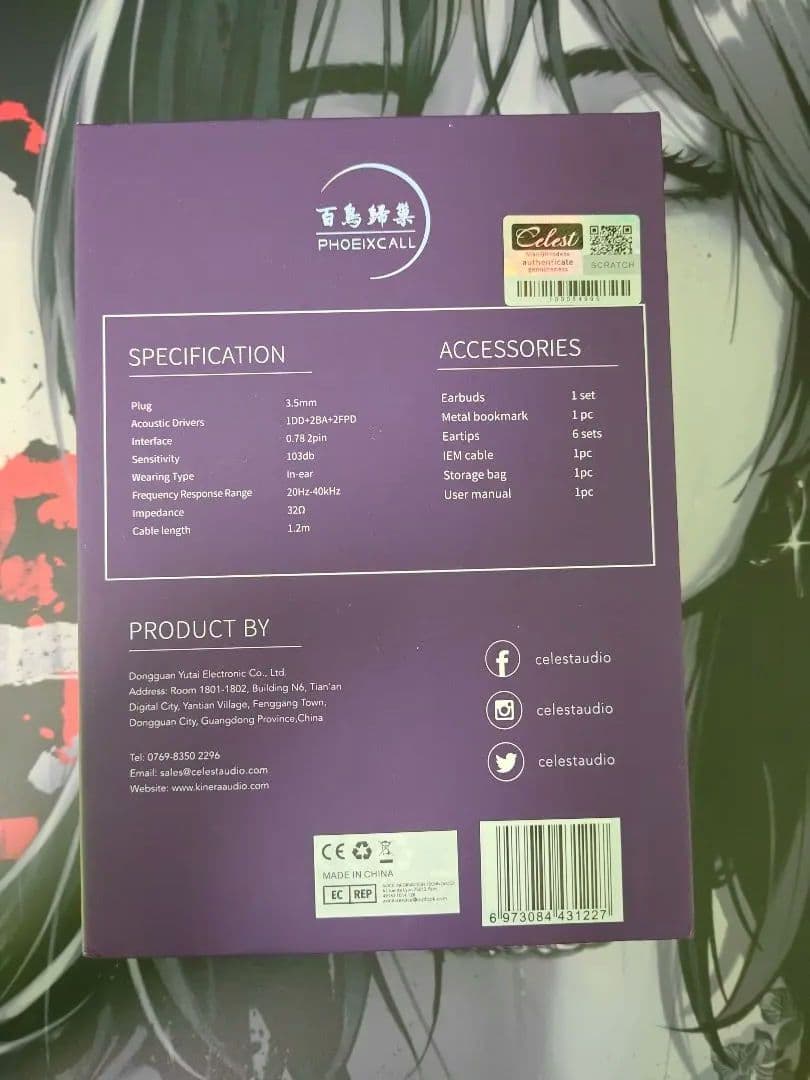 百鳥歸巢
PHOEIXCALL
Celest
authenticate
genuineness
SCRATCH
SPECIFICATION
Plug 3.5mm
Acoustic Drivers 1DD+2BA+2FPD
Interface 0.78 2pin
Sensitivity 103db
Wearing Type In-ear
Frequency Response Range 20Hz-40kHz
Impedance 32Ω
Cable length 1.2m
ACCESSORIES
Earbuds 1 set
Metal bookmark 1 pc
Eartips 6 sets
IEM cable 1pc
Storage bag 1pc
User manual 1pc
PRODUCT BY
Dongguan Yutai Electronic Co., Ltd.
Address: Room 1801-1802, Building N6, Tian'an
Digital City, Yantian Village, Fenggang Town,
Dongguan City, Guangdong Province,China
Tel: 0769-8350 2296
Email: sales@celestaudio.com
Website: www.kineraaudio.com
celestaudio
celestaudio
celestaudio
CE
MADE IN CHINA
EC REP
6 973084 431227